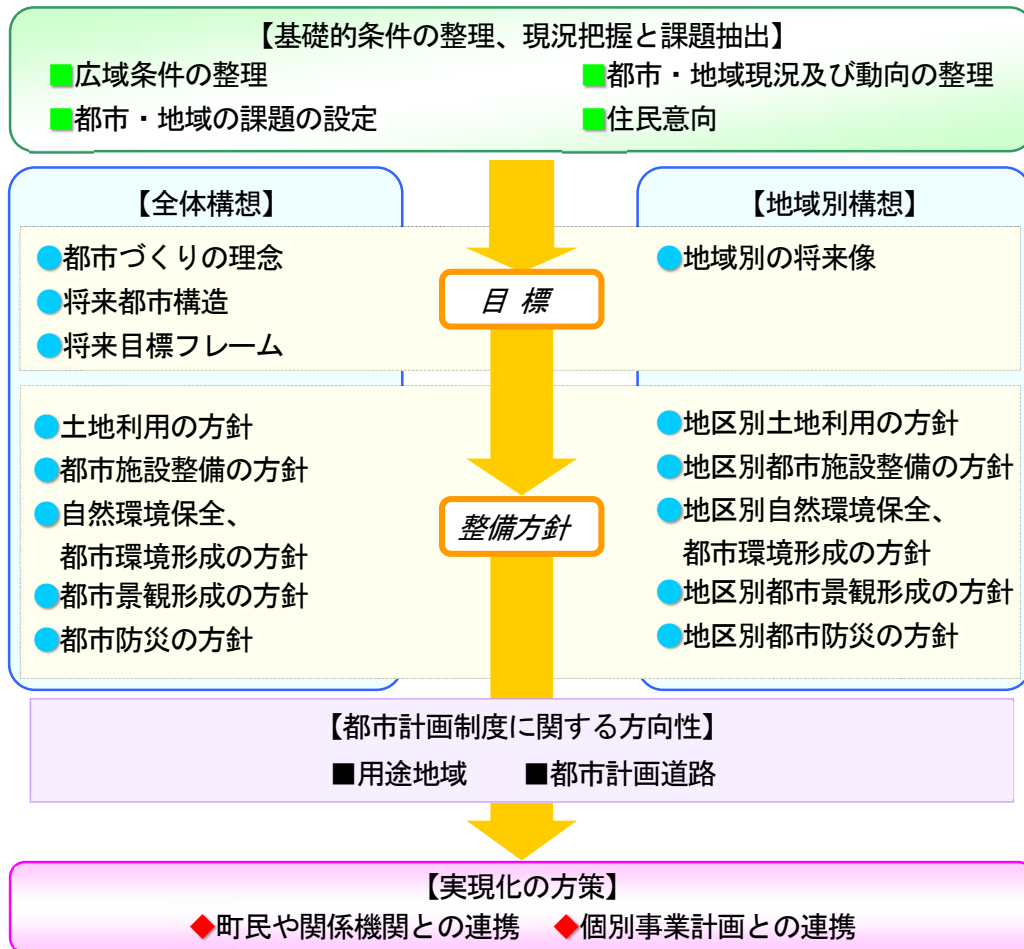 【基礎的条件の整理、現況把握と課題抽出】
■広域条件の整理
■都市・地域現況及び動向の整理
■都市・地域の課題の設定
■住民意向
【全体構想】
●都市づくりの理念
●将来都市構造
●将来目標フレーム
●土地利用の方針
●都市施設整備の方針
●自然環境保全、
都市環境形成の方針
●都市景観形成の方針
●都市防災の方針
目 標
整備方針
【地域別構想】
●地域別の将来像
●地区別土地利用の方針
●地区別都市施設整備の方針
●地区別自然環境保全、
都市環境形成の方針
●地区別都市景観形成の方針
●地区別都市防災の方針
【都市計画制度に関する方向性】
■用途地域 ■都市計画道路
【実現化の方策】
◆町民や関係機関との連携 ◆個別事業計画との連携